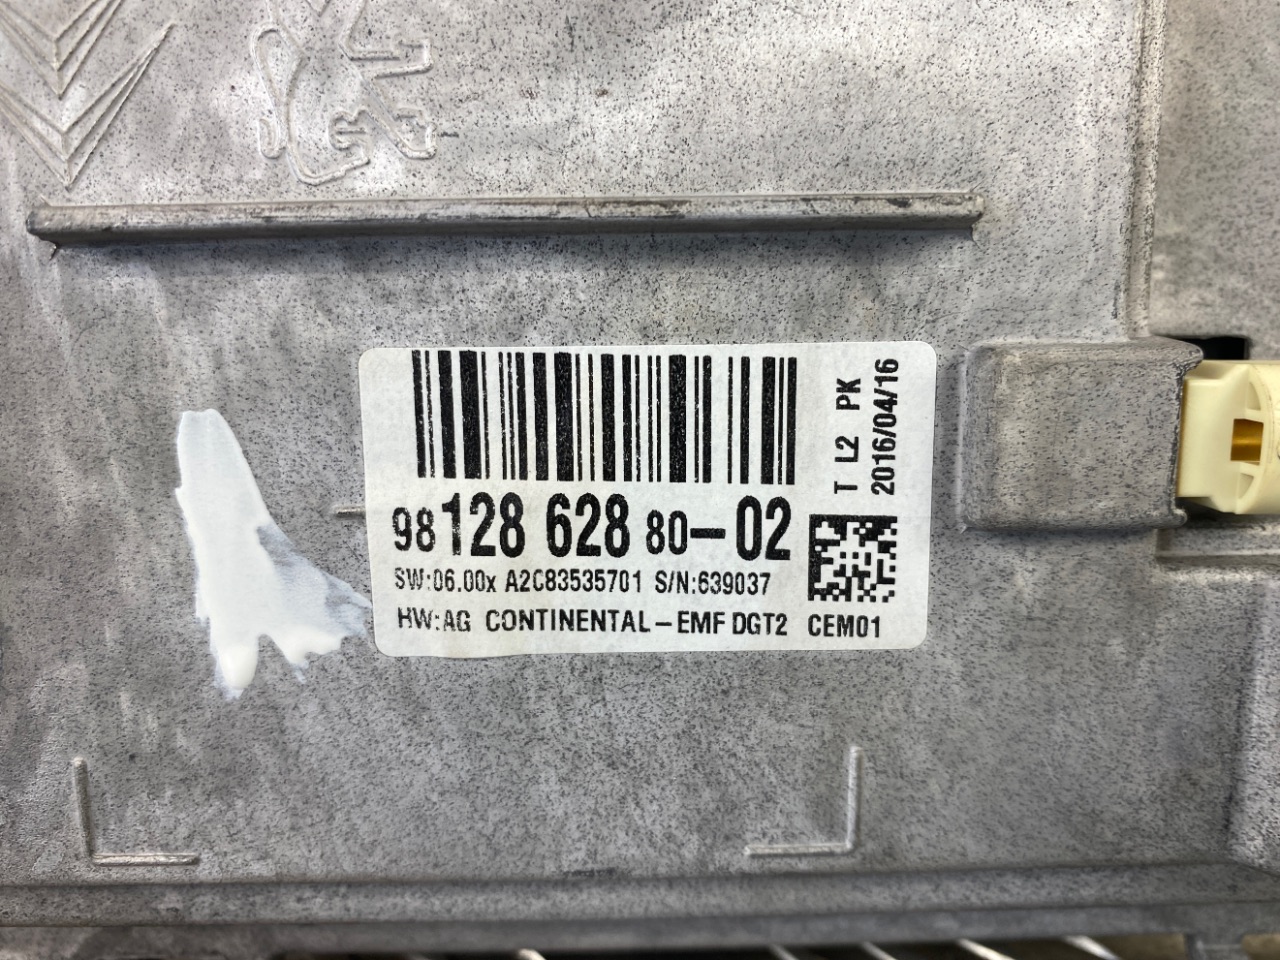 98 128 628 80-02
SW:06.00x A2C83535701 S/N:639037
HW:AG CONTINENTAL-EMF DGT2 CEM01
T L2 PK
2016/04/16